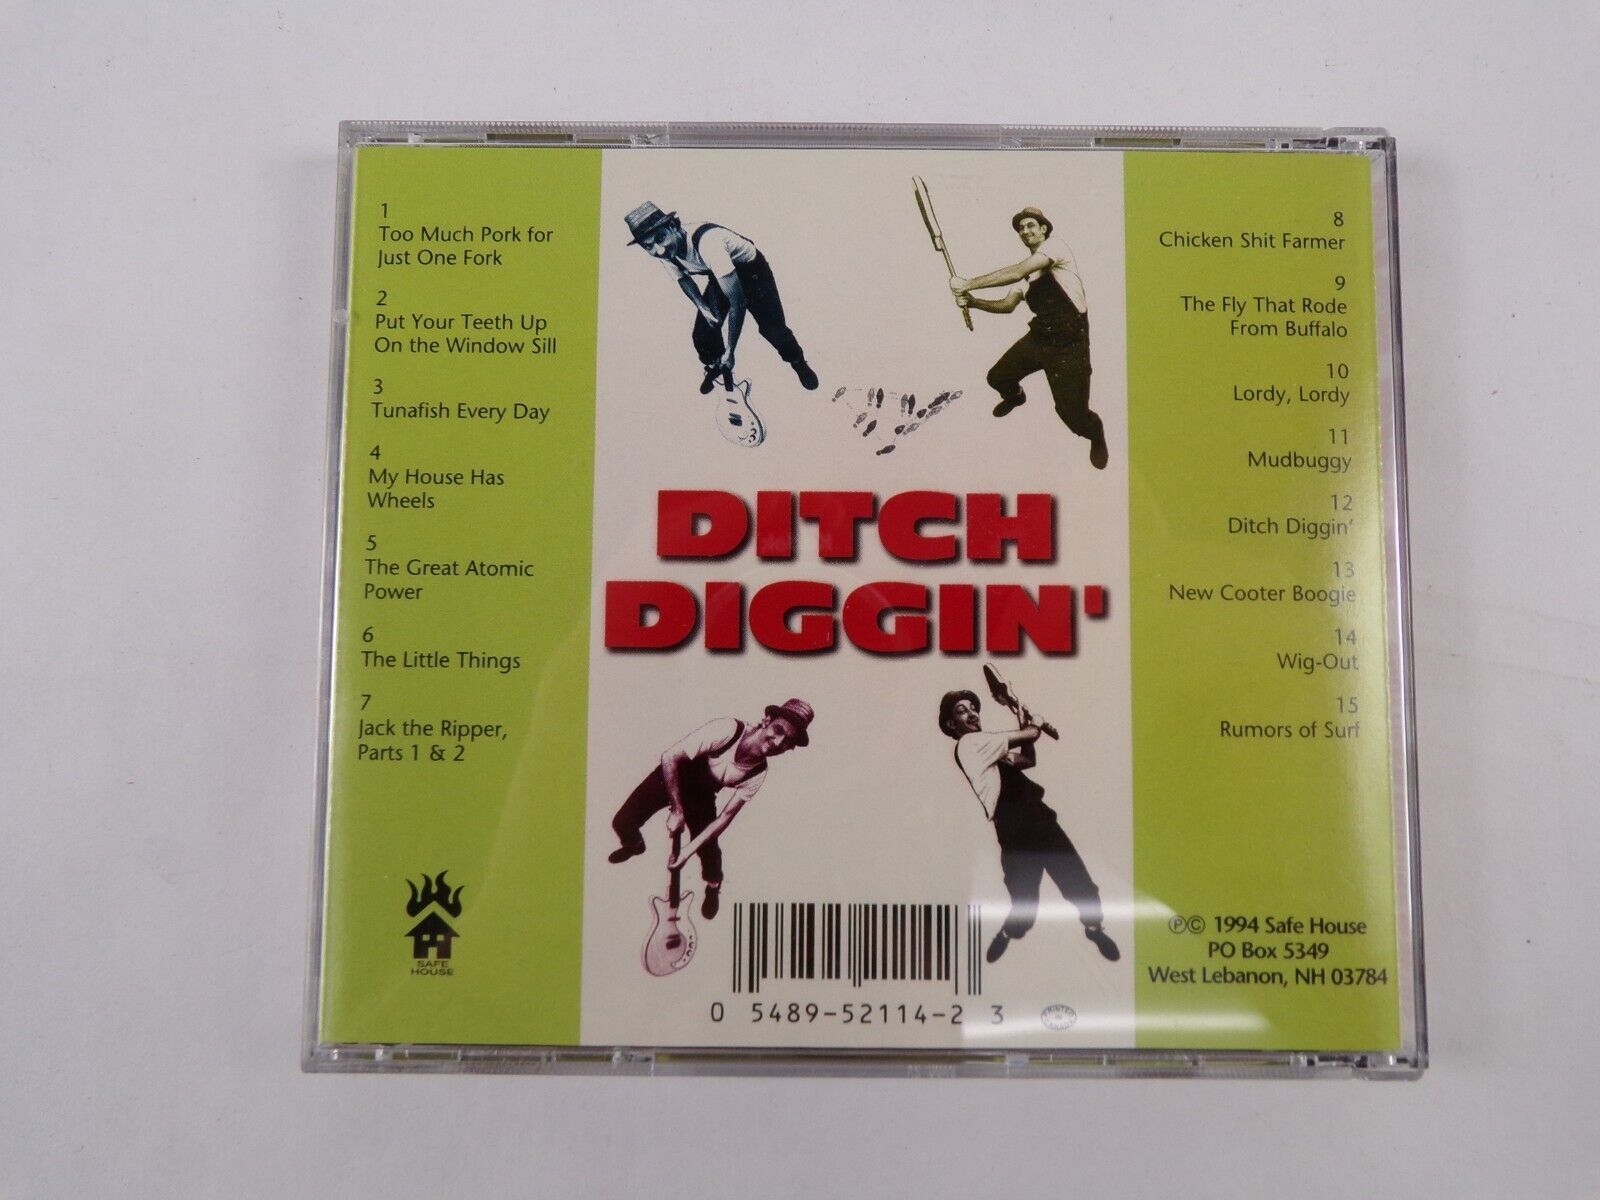 1
Too Much Pork for
Just One Fork
2
Put Your Teeth Up
On the Window Sill
3
Tunafish Every Day
4
My House Has
Wheels
5
The Great Atomic
Power
6
The Little Things
7
Jack the Ripper,
Parts 1 & 2
SAFE
HOUSE
DITCH
DIGGIN'
0 5489-52114-2 3
PRINTED
IN
CANADA
8
Chicken Shit Farmer
9
The Fly That Rode
From Buffalo
10
Lordy, Lordy
11
Mudbuggy
12
Ditch Diggin'
13
New Cooter Boogie
14
Wig-Out
15
Rumors of Surf
℗© 1994 Safe House
PO Box 5349
West Lebanon, NH 03784